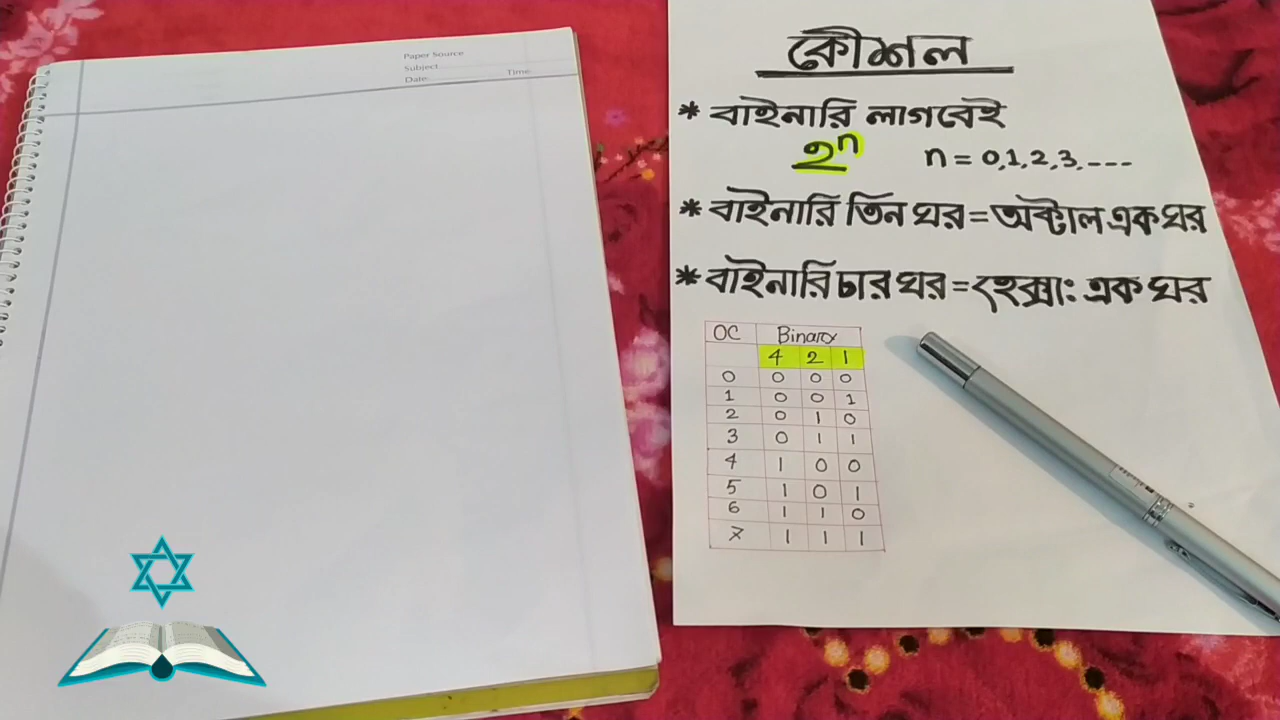 Paper Source
Subject
Date:
Time
কৌশল
* বাইনারি লাগবেই
2ⁿ n = 0,1,2,3,----
* বাইনারি তিন ঘর = অক্টাল এক ঘর
* বাইনারি চার ঘর = হেক্সাঃ এক ঘর
OC Binary
4 2 1
0 0 0 0
1 0 0 1
2 0 1 0
3 0 1 1
4 1 0 0
5 1 0 1
6 1 1 0
7 1 1 1